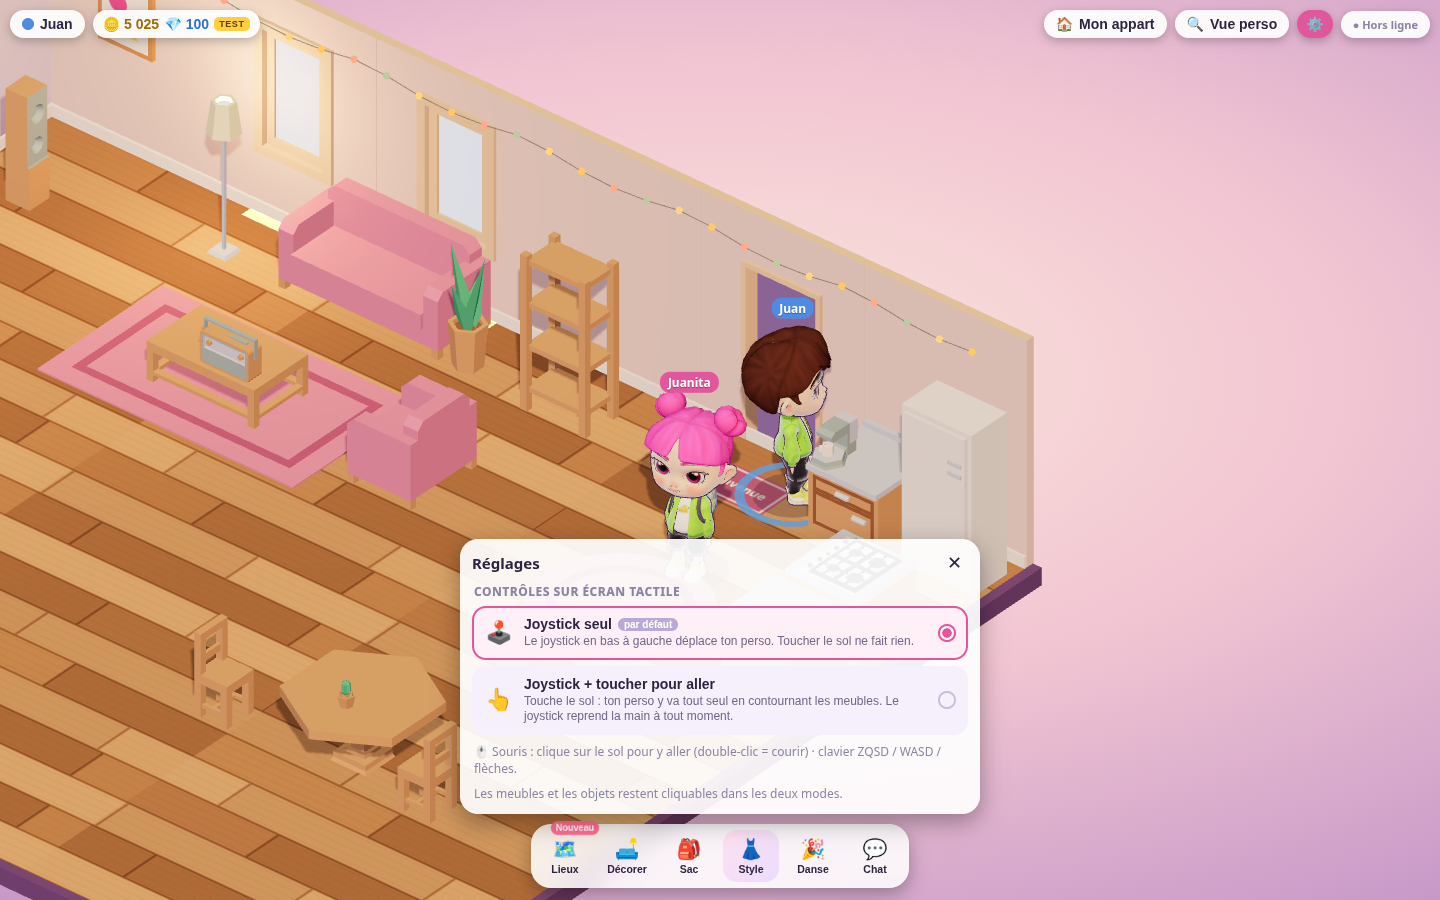 Juan
5 025
100
TEST
Mon appart
Vue perso
● Hors ligne
Juan
Juanita
Réglages
CONTRÔLES SUR ÉCRAN TACTILE
Joystick seul par défaut
Le joystick en bas à gauche déplace ton perso. Toucher le sol ne fait rien.
Joystick + toucher pour aller
Touche le sol : ton perso y va tout seul en contournant les meubles. Le
joystick reprend la main à tout moment.
Souris : clique sur le sol pour y aller (double-clic = courir) · clavier ZQSD / WASD /
flèches.
Les meubles et les objets restent cliquables dans les deux modes.
Nouveau
Lieux
Décorer
Sac
Style
Danse
Chat